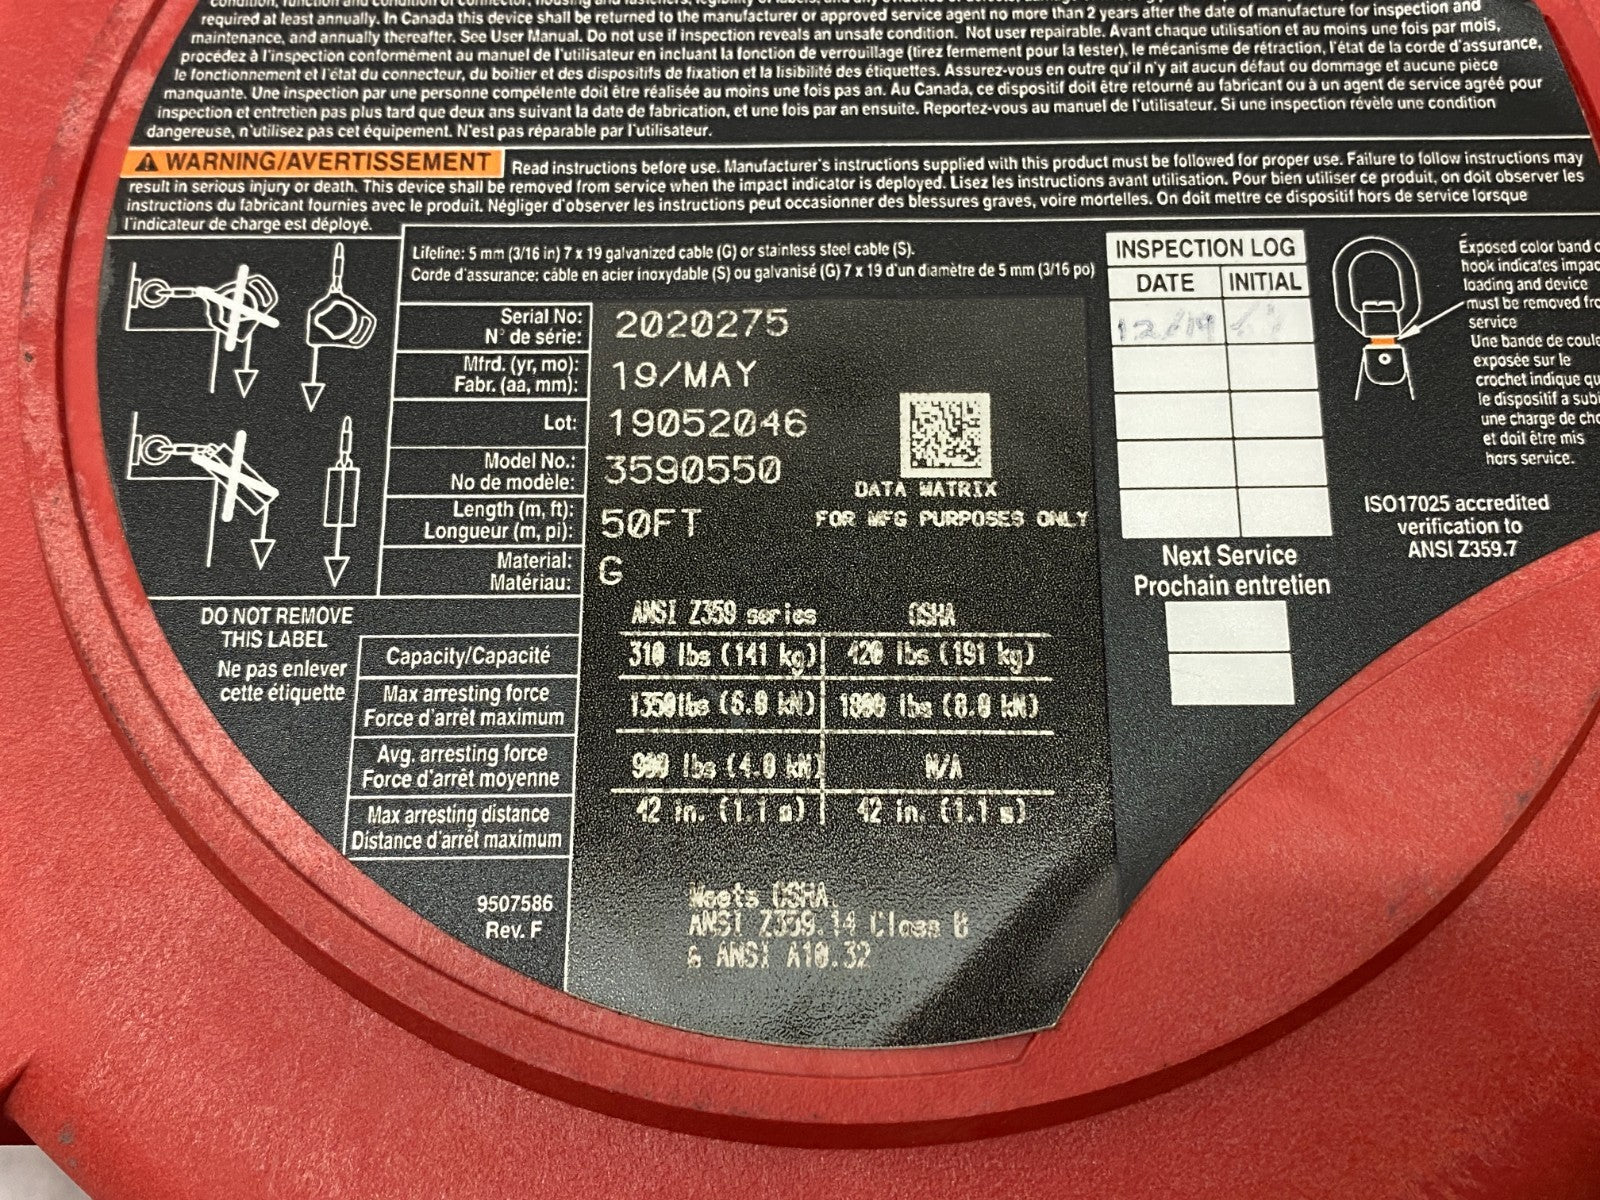 condition, function and condition of connector, housing and fasteners, legibility of labels, and any
required at least annually. In Canada this device shall be returned to the manufacturer or approved service agent no more than 2 years after the date of manufacture for inspection and
maintenance, and annually thereafter. See User Manual. Do not use if inspection reveals an unsafe condition. Not user repairable. Avant chaque utilisation et au moins une fois par mois,
procédez à l'inspection conformément au manuel de l'utilisateur en incluant la fonction de verrouillage (tirez fermement pour la tester), le mécanisme de rétraction, l'état de la corde d'assurance,
le fonctionnement et l'état du connecteur, du boîtier et des dispositifs de fixation et la lisibilité des étiquettes. Assurez-vous en outre qu'il n'y ait aucun défaut ou dommage et aucune pièce
manquante. Une inspection par une personne compétente doit être réalisée au moins une fois pas an. Au Canada, ce dispositif doit être retourné au fabricant ou à un agent de service agréé pour
inspection et entretien pas plus tard que deux ans suivant la date de fabrication, et une fois par an ensuite. Reportez-vous au manuel de l'utilisateur. Si une inspection révèle une condition
dangereuse, n'utilisez pas cet équipement. N'est pas réparable par l'utilisateur.
WARNING/AVERTISSEMENT Read instructions before use. Manufacturer's instructions supplied with this product must be followed for proper use. Failure to follow instructions may
result in serious injury or death. This device shall be removed from service when the impact indicator is deployed. Lisez les instructions avant utilisation. Pour bien utiliser ce produit, on doit observer les
instructions du fabricant fournies avec le produit. Négliger d'observer les instructions peut occasionner des blessures graves, voire mortelles. On doit mettre ce dispositif hors de service lorsque
l'indicateur de charge est déployé.
Lifeline: 5 mm (3/16 in) 7 x 19 galvanized cable (G) or stainless steel cable (S).
Corde d'assurance: câble en acier inoxydable (S) ou galvanisé (G) 7 x 19 d'un diamètre de 5 mm (3/16 po)
Serial No: 2020275
N° de série:
Mfrd. (yr, mo): 19/MAY
Fabr. (aa, mm):
Lot: 19052046
Model No.: 3590550
No de modèle:
Length (m, ft): 50FT
Longueur (m, pi):
Material: G
Matériau:
DATA MATRIX
FOR MFG PURPOSES ONLY
INSPECTION LOG
DATE INITIAL
12/19
Next Service
Prochain entretien
Exposed color band
hook indicates
loading and device
must be removed
service
Une bande de
exposée sur le
crochet indique
le dispositif a
une charge de
et doit être mis
hors service.
ISO17025 accredited
verification to
ANSI Z359.7
DO NOT REMOVE
THIS LABEL
Ne pas enlever
cette étiquette
ANSI Z359 series OSHA
Capacity/Capacité 310 lbs (141 kg) 420 lbs (191 kg)
Max arresting force 1350lbs (6.0 kN) 1800 lbs (8.0 kN)
Force d'arrêt maximum
Avg. arresting force 900 lbs (4.0 kN) N/A
Force d'arrêt moyenne
Max arresting distance 42 in. (1.1 m) 42 in. (1.1 m)
Distance d'arrêt maximum
9507586
Rev. F
Meets OSHA,
ANSI Z359.14 Class B
& ANSI A10.32